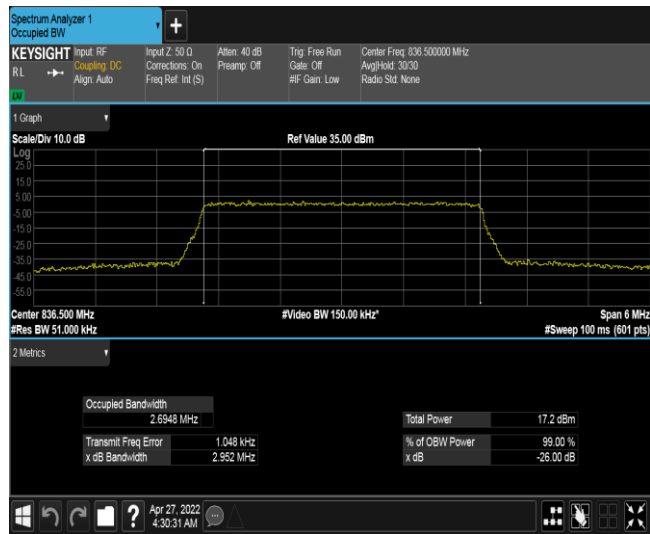 Spectrum Analyzer 1
Occupied BW
+
KEYSIGHT
RL
Input: RF
Coupling: DC
Align: Auto
Input Z: 50 Ω
Corrections: On
Freq Ref: Int (S)
Atten: 40 dB
Preamp: Off
Trig: Free Run
Gate: Off
#IF Gain: Low
Center Freq: 836.500000 MHz
Avg|Hold: 30/30
Radio Std: None
1 Graph
Scale/Div 10.0 dB
Ref Value 35.00 dBm
Log
25.0
15.0
5.00
-5.00
-15.0
-25.0
-35.0
-45.0
-55.0
Center 836.500 MHz
#Video BW 150.00 kHz*
Span 6 MHz
#Res BW 51.000 kHz
#Sweep 100 ms (601 pts)
2 Metrics
Occupied Bandwidth
2.6948 MHz
Total Power 17.2 dBm
Transmit Freq Error 1.048 kHz
% of OBW Power 99.00 %
x dB Bandwidth 2.952 MHz
x dB -26.00 dB
?
Apr 27, 2022
4:30:31 AM